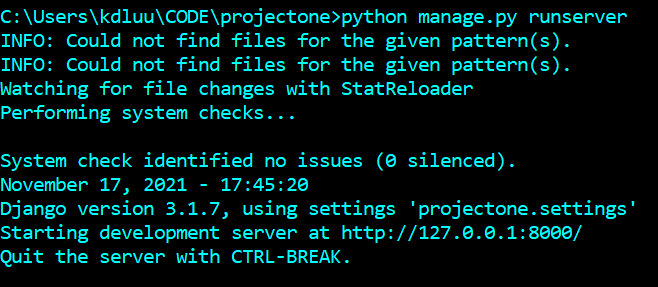 C:\Users\kdluu\CODE\projectone>python manage.py runserver
INFO: Could not find files for the given pattern(s).
INFO: Could not find files for the given pattern(s).
Watching for file changes with StatReloader
Performing system checks...
System check identified no issues (0 silenced).
November 17, 2021 - 17:45:20
Django version 3.1.7, using settings 'projectone.settings'
Starting development server at http://127.0.0.1:8000/
Quit the server with CTRL-BREAK.